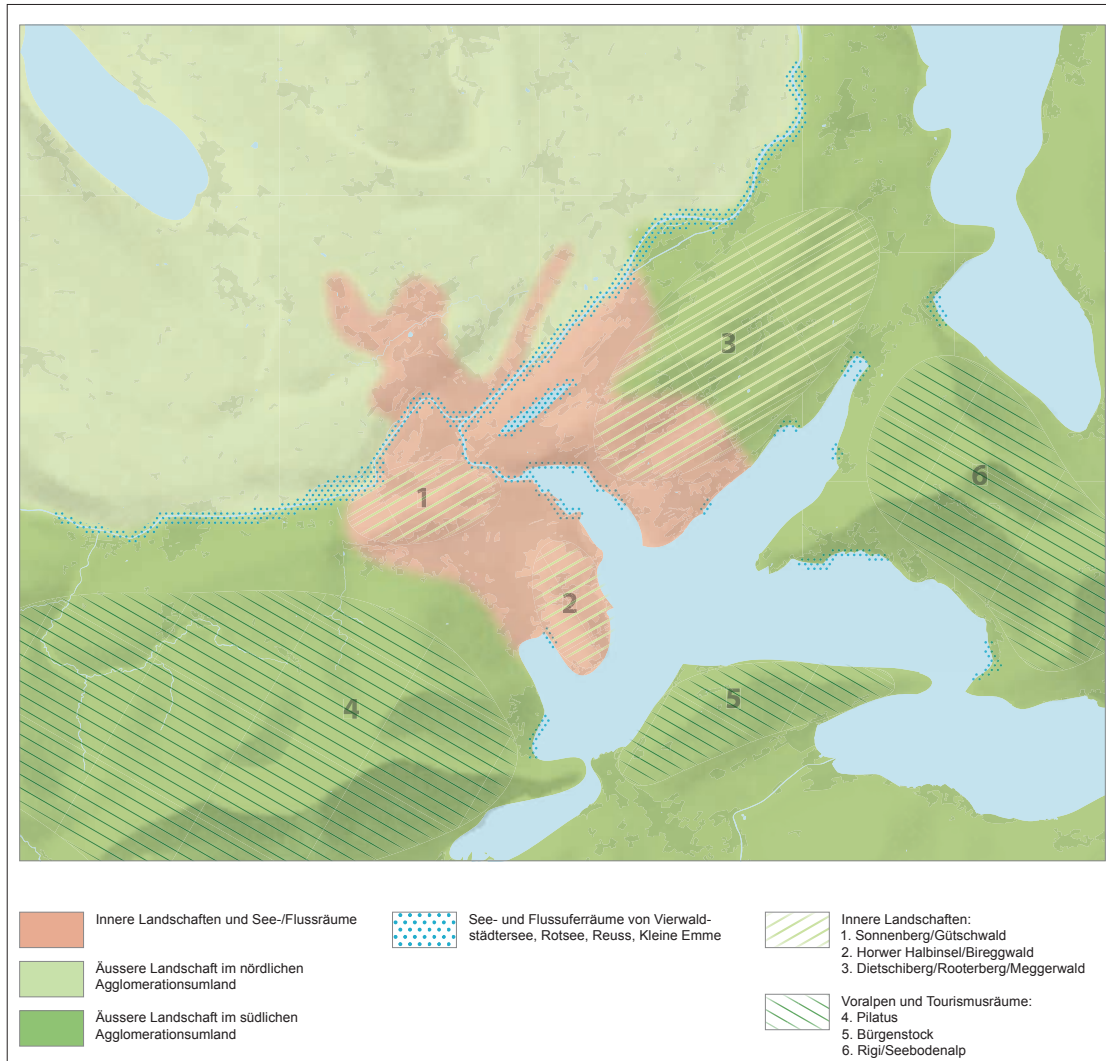 3
6
1
2
4
5
Innere Landschaften und See-/Flussräume
Äussere Landschaft im nördlichen
Agglomerationsumland
Äussere Landschaft im südlichen
Agglomerationsumland
See- und Flussuferräume von Vierwald-
städtersee, Rotsee, Reuss, Kleine Emme
Innere Landschaften:
1. Sonnenberg/Gütschwald
2. Horwer Halbinsel/Bireggwald
3. Dietschiberg/Rooterberg/Meggerwald
Voralpen und Tourismusräume:
4. Pilatus
5. Bürgenstock
6. Rigi/Seebodenalp